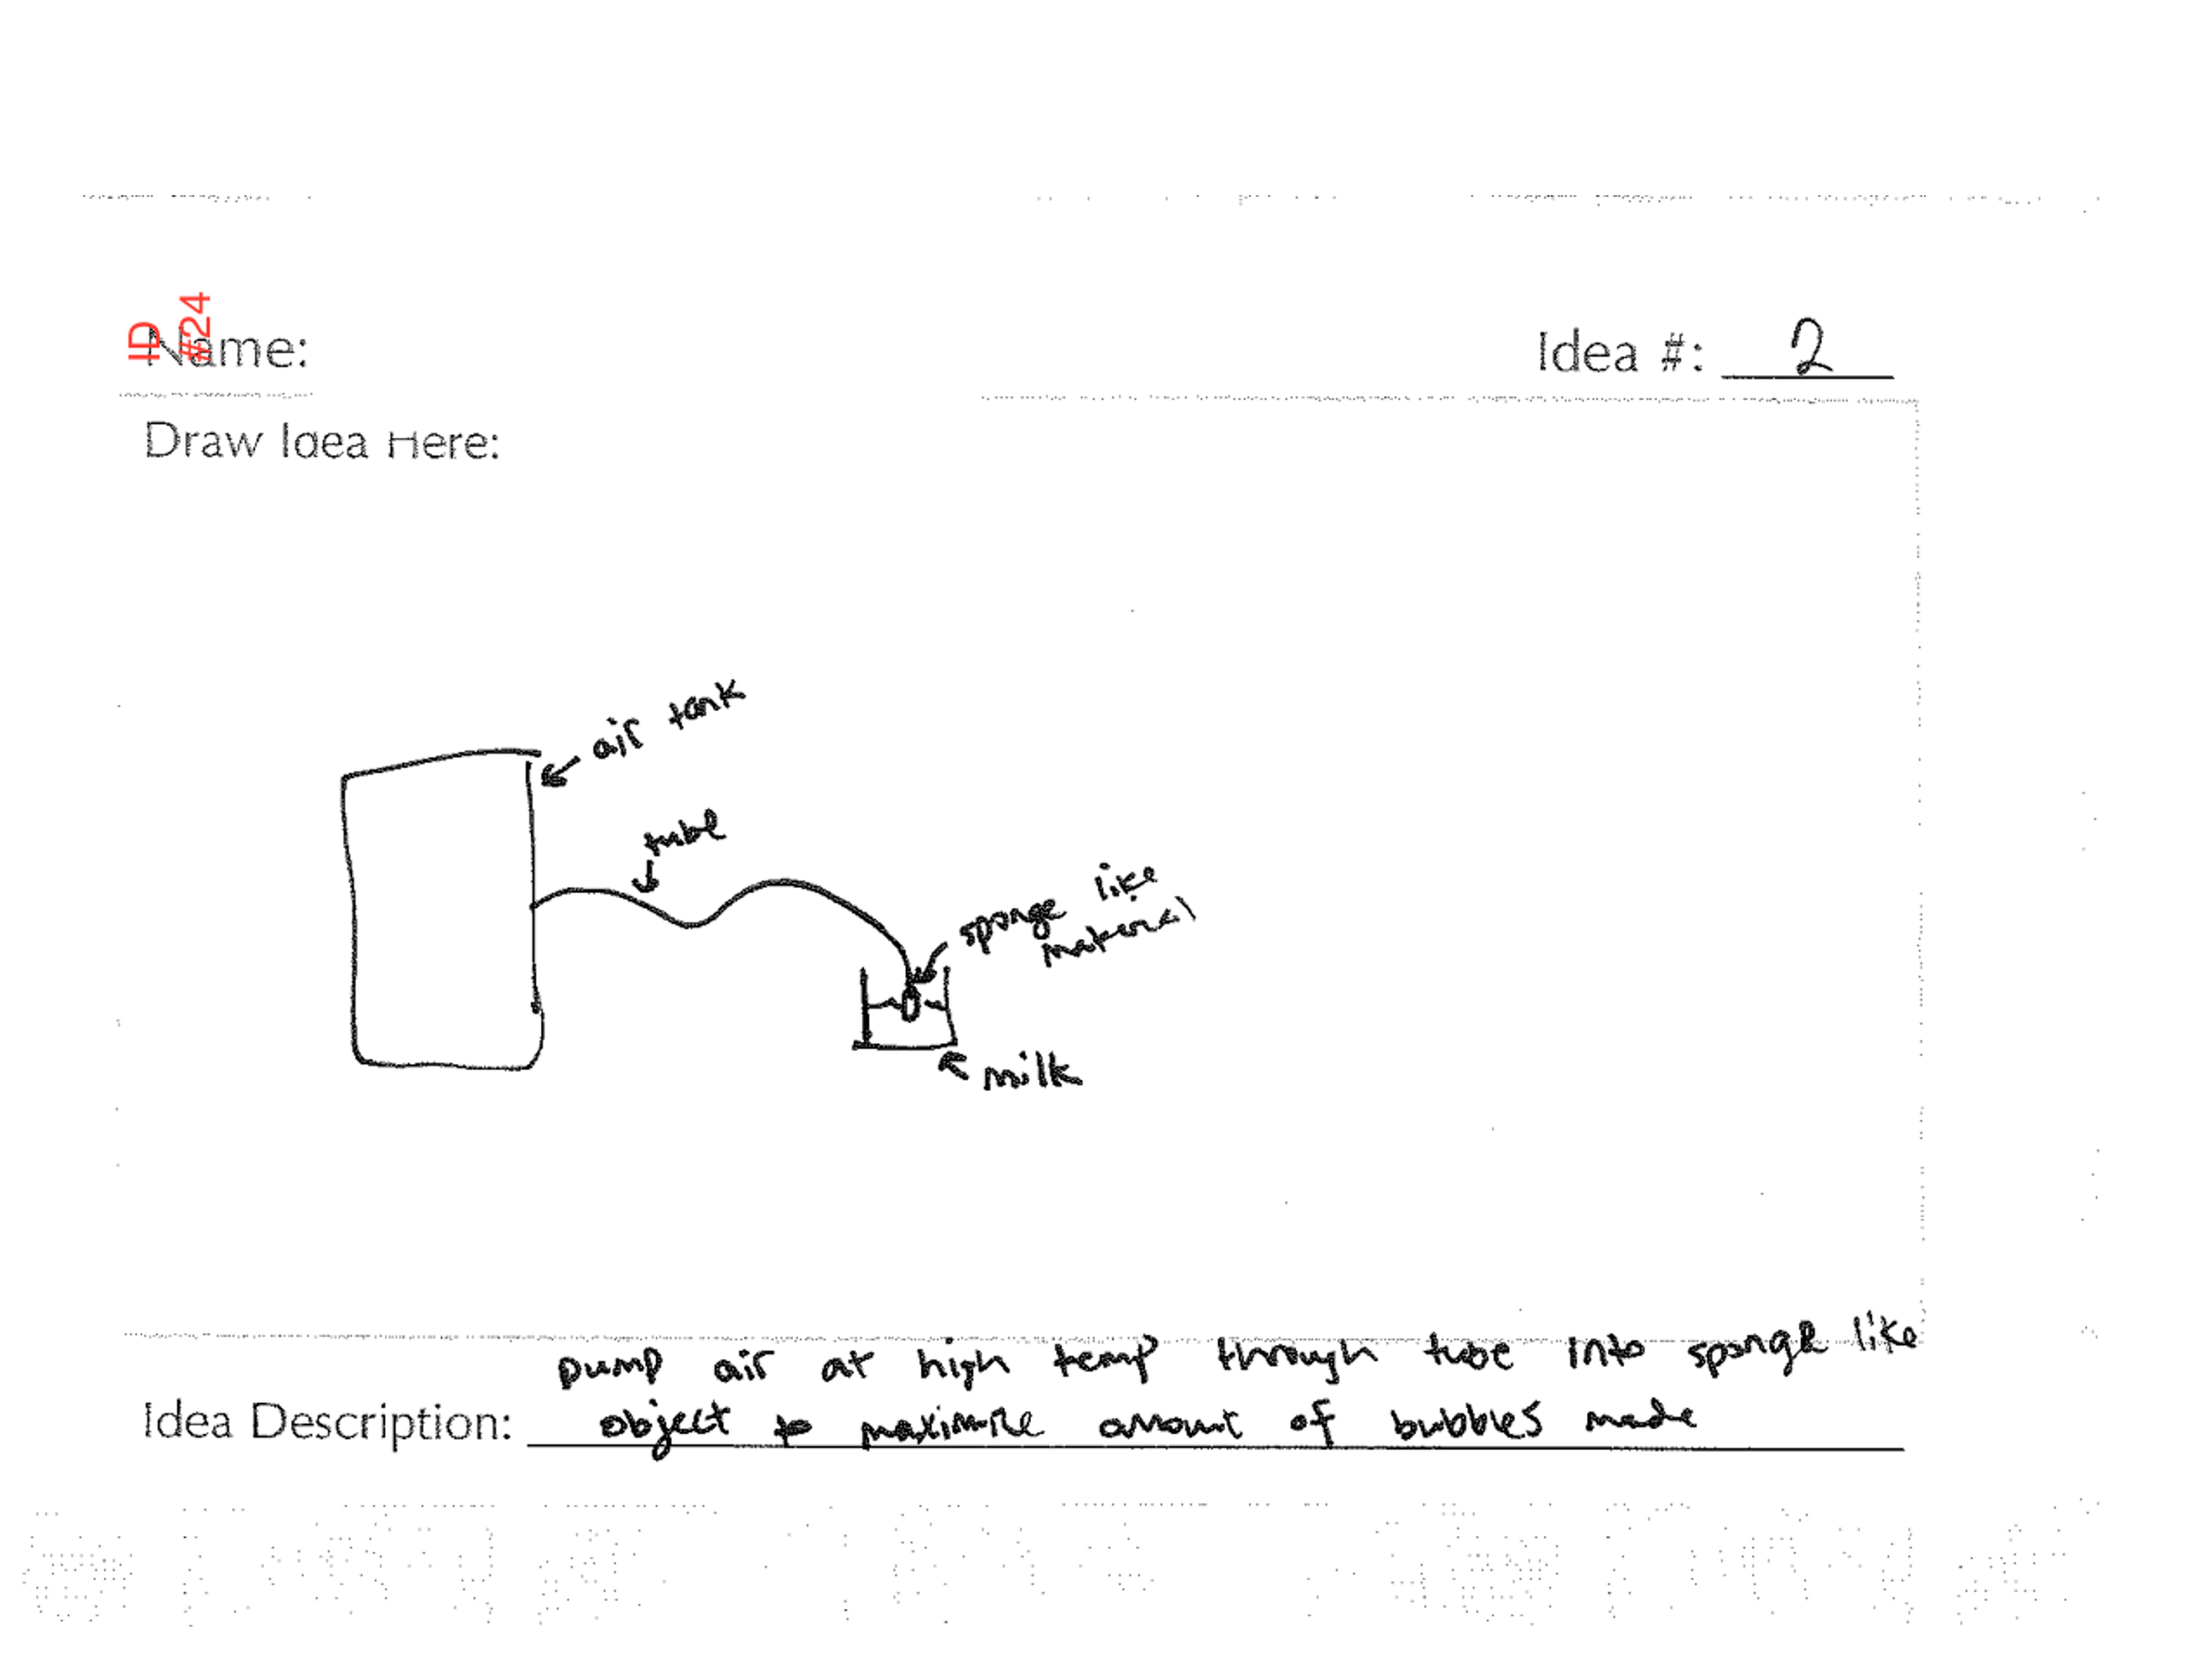 ID
#24
Name:
Idea #: 2
Draw Idea Here:
air tank
tube
sponge like
material
milk
pump air at high temp through tube into sponge like
Idea Description: object to maximize amount of bubbles made